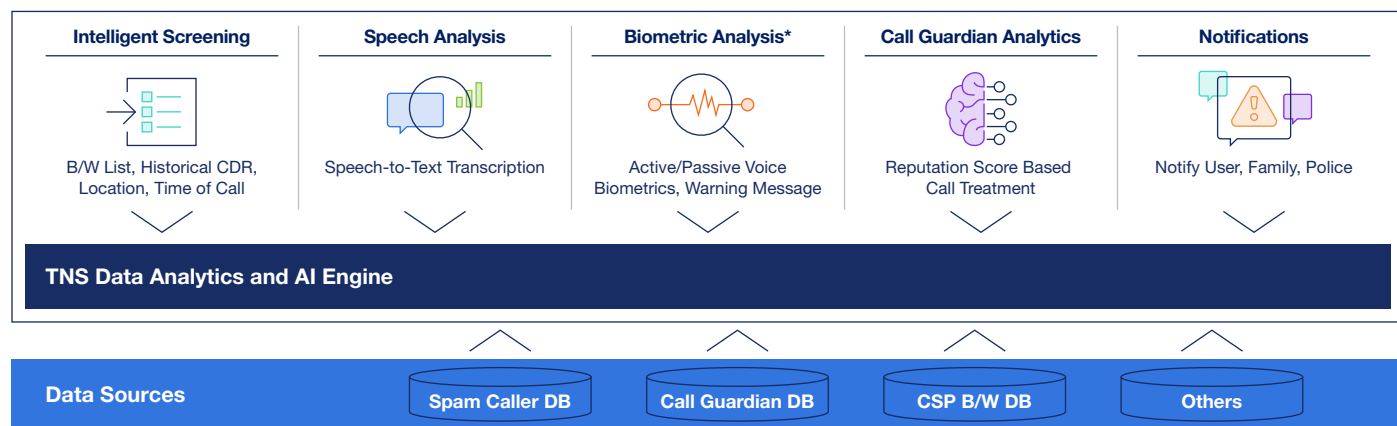 Intelligent Screening
Speech Analysis
Biometric Analysis*
Call Guardian Analytics
Notifications
B/W List, Historical CDR,
Location, Time of Call
Speech-to-Text Transcription
Active/Passive Voice
Biometrics, Warning Message
Reputation Score Based
Call Treatment
Notify User, Family, Police
TNS Data Analytics and AI Engine
Data Sources
Spam Caller DB
Call Guardian DB
CSP B/W DB
Others